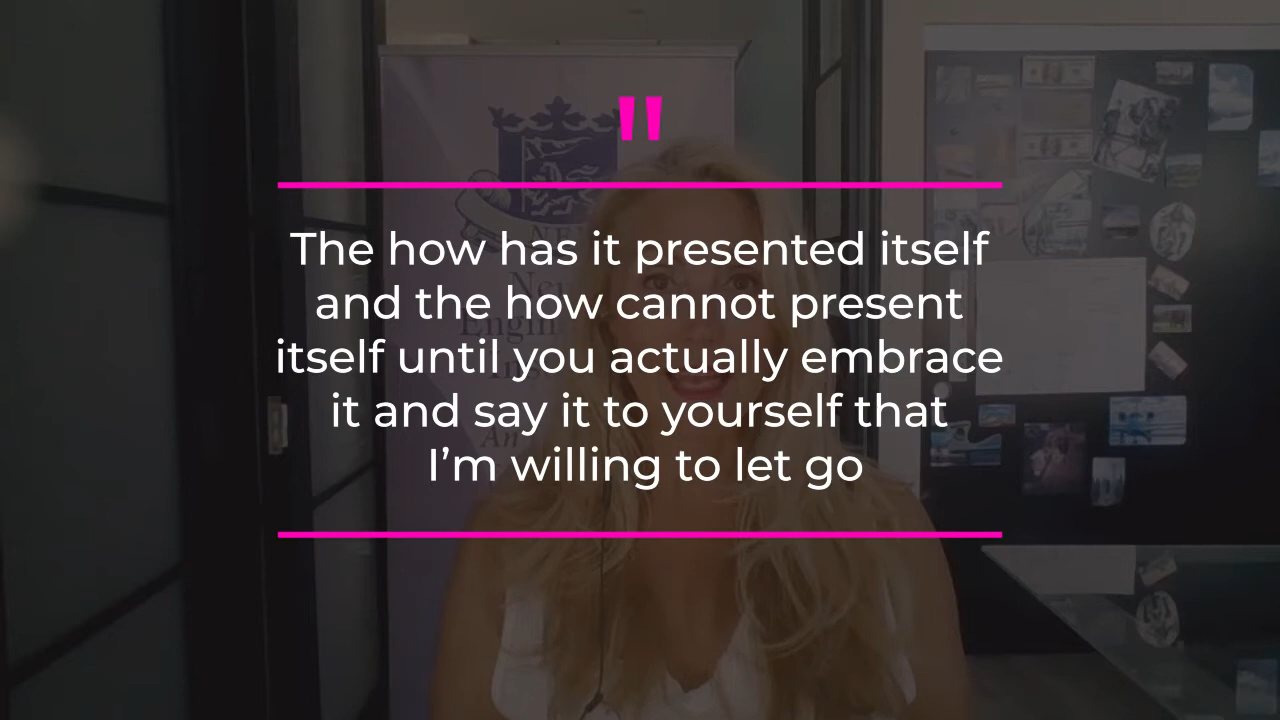 "
The how has it presented itself
and the how cannot present
itself until you actually embrace
it and say it to yourself that
I’m willing to let go